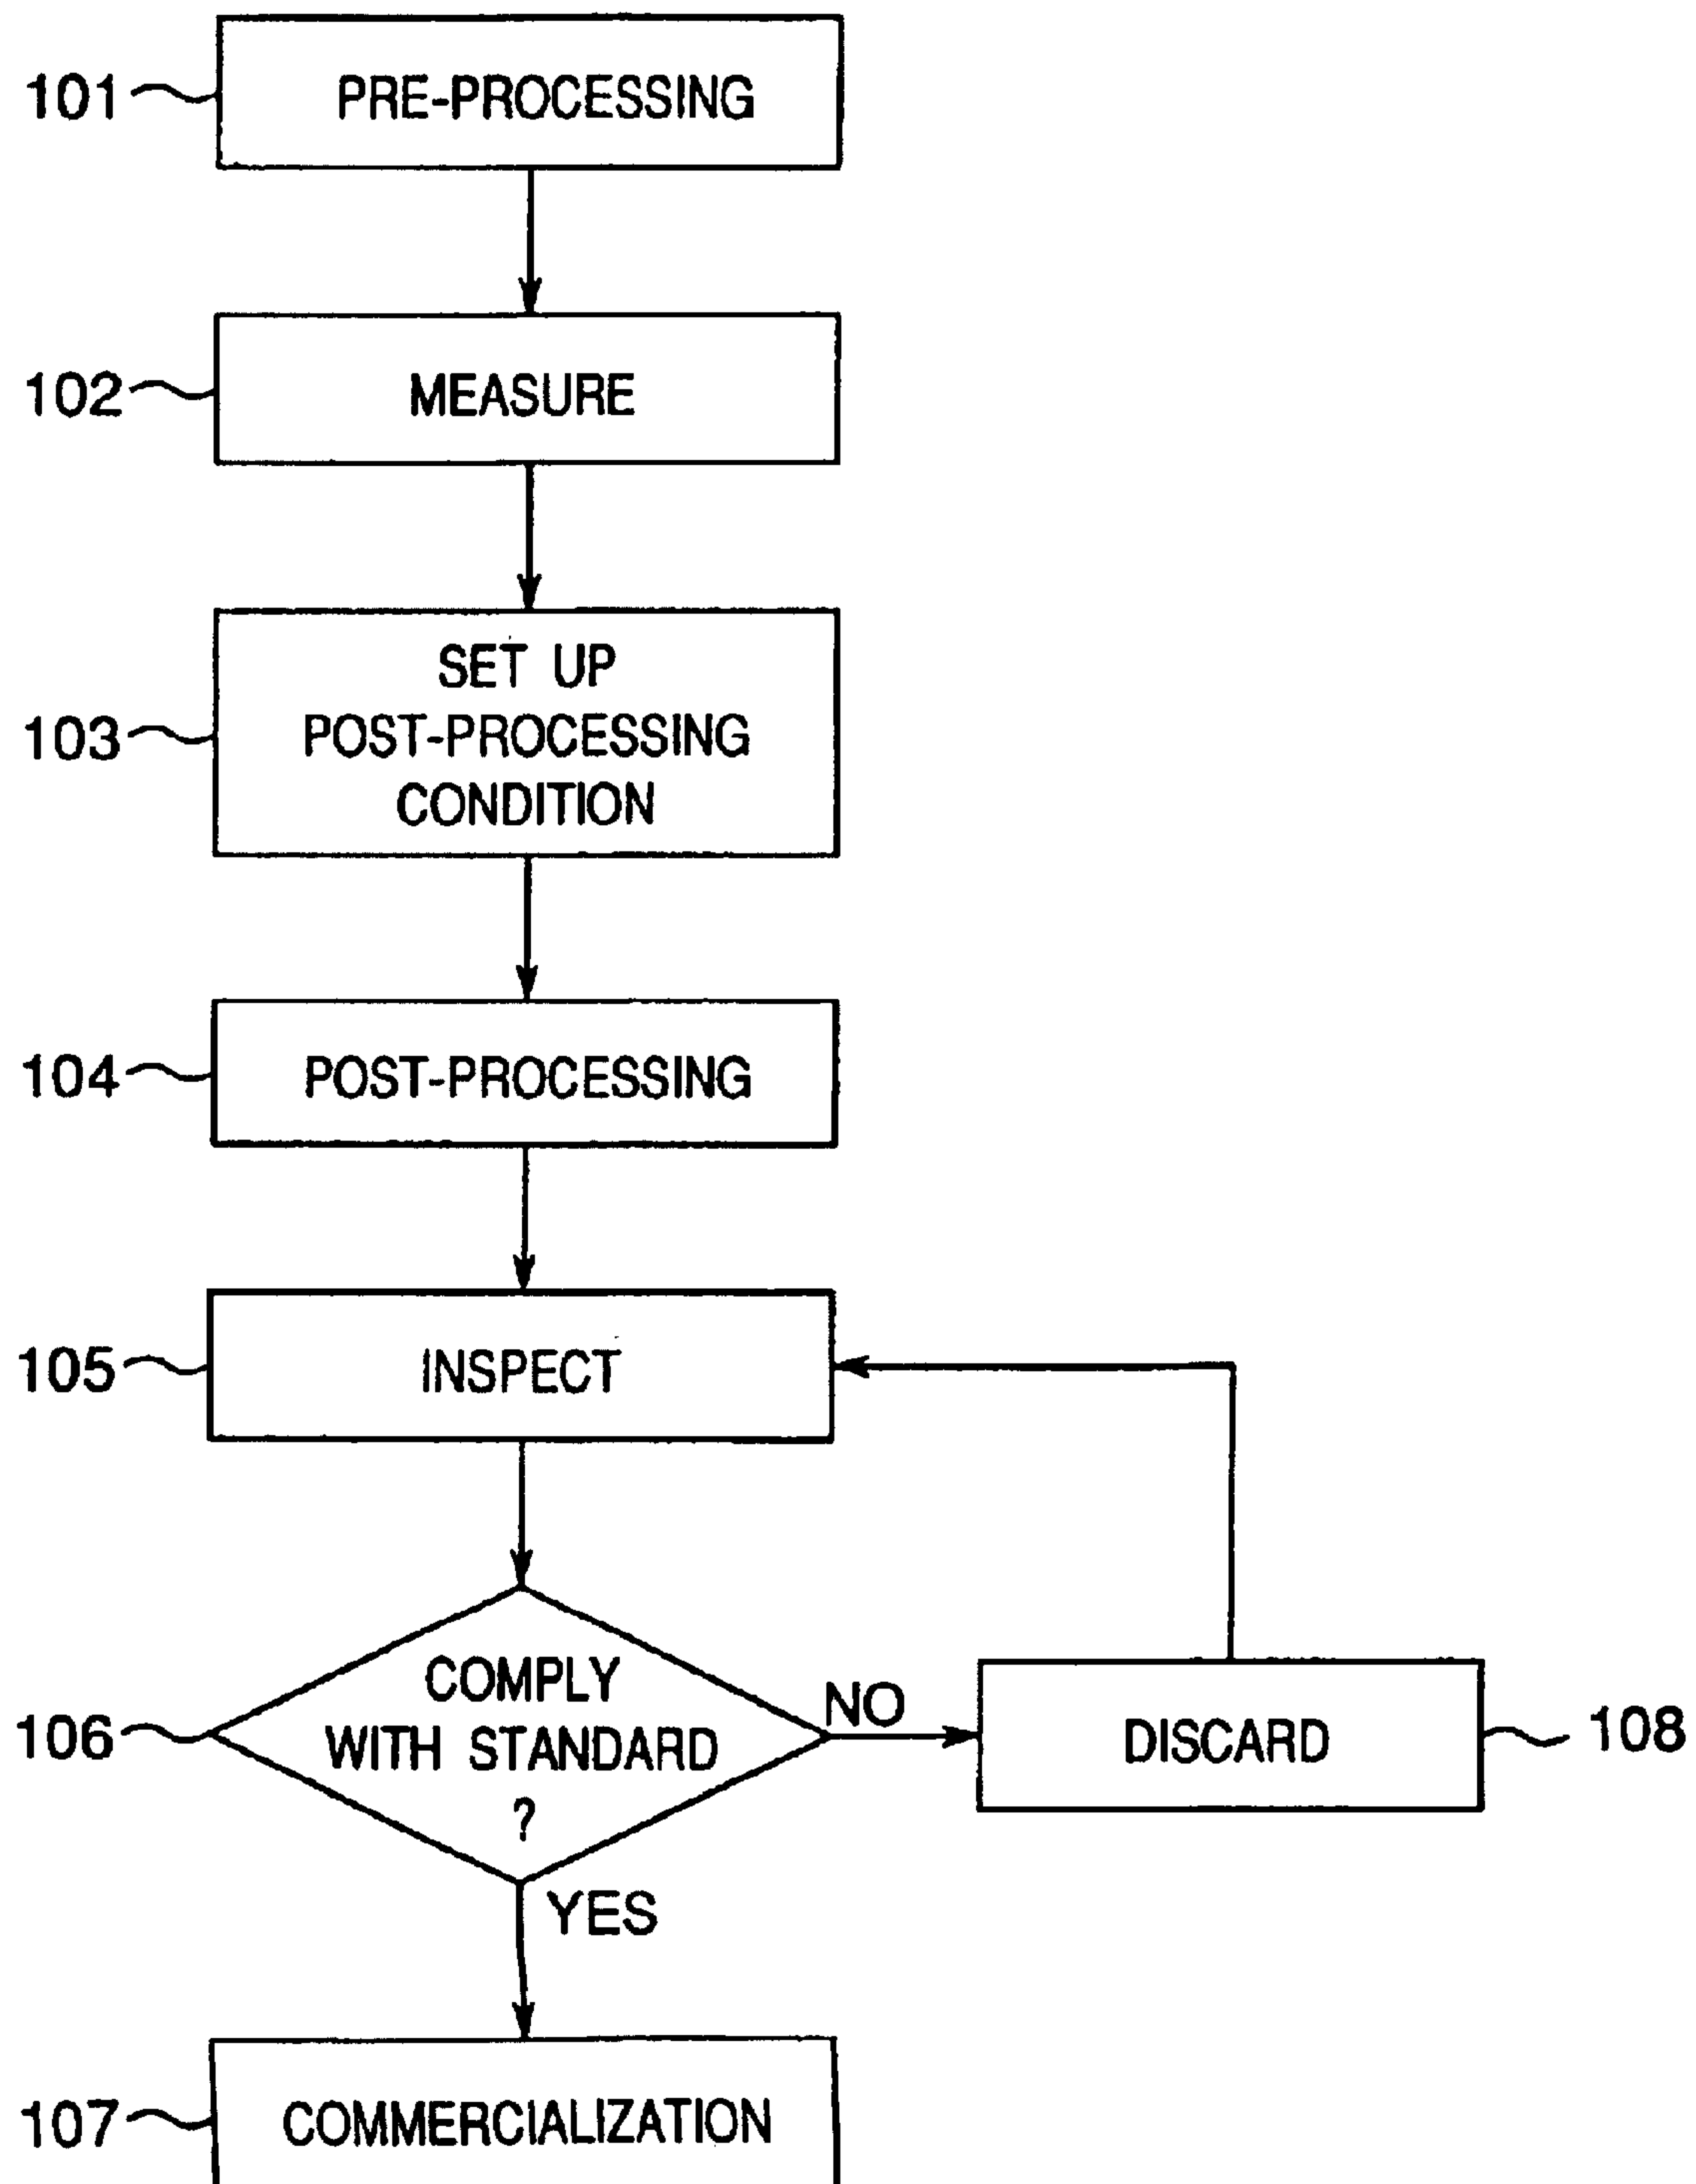 101
PRE-PROCESSING
102
MEASURE
103
SET UP
POST-PROCESSING
CONDITION
104
POST-PROCESSING
105
INSPECT
106
COMPLY
WITH STANDARD
?
NO
DISCARD
108
YES
107
COMMERCIALIZATION